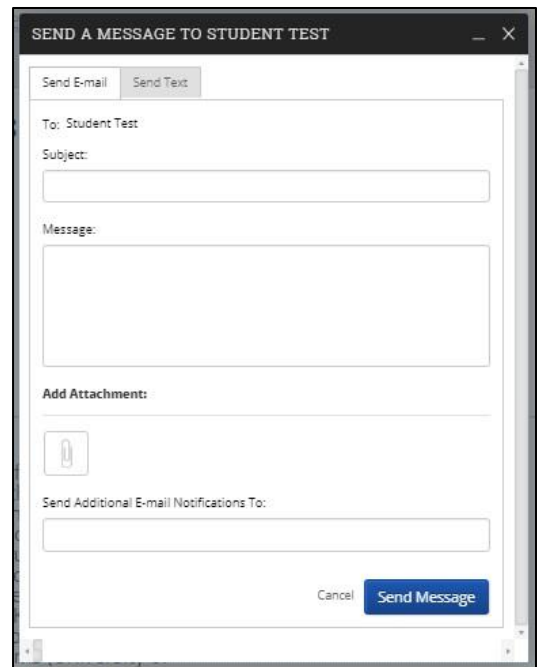 SEND A MESSAGE TO STUDENT TEST
Send E-mail Send Text
To: Student Test
Subject:
Message:
Add Attachment:
Send Additional E-mail Notifications To:
Cancel Send Message